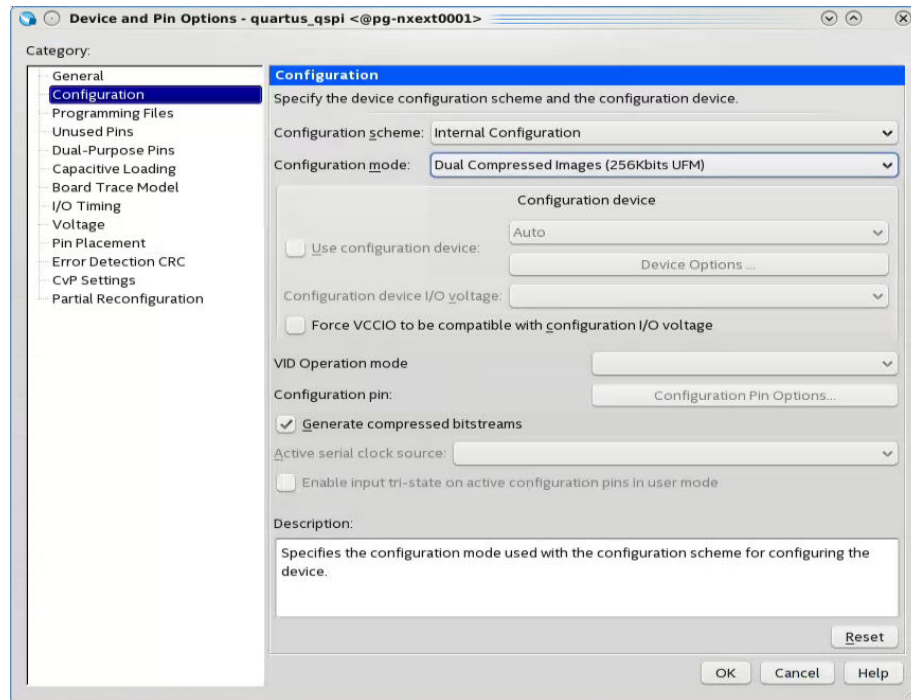 Device and Pin Options - quartus_qspi <@pg-nxext0001>
Category:
General
Configuration
Programming Files
Unused Pins
Dual-Purpose Pins
Capacitive Loading
Board Trace Model
I/O Timing
Voltage
Pin Placement
Error Detection CRC
CvP Settings
Partial Reconfiguration
Configuration
Specify the device configuration scheme and the configuration device.
Configuration scheme: Internal Configuration
Configuration mode: Dual Compressed Images (256Kbits UFM)
Configuration device
Auto
Use configuration device:
Device Options ...
Configuration device I/O voltage:
Force VCCIO to be compatible with configuration I/O voltage
VID Operation mode
Configuration pin: Configuration Pin Options...
Generate compressed bitstreams
Active serial clock source:
Enable input tri-state on active configuration pins in user mode
Description:
Specifies the configuration mode used with the configuration scheme for configuring the
device.
Reset
OK Cancel Help